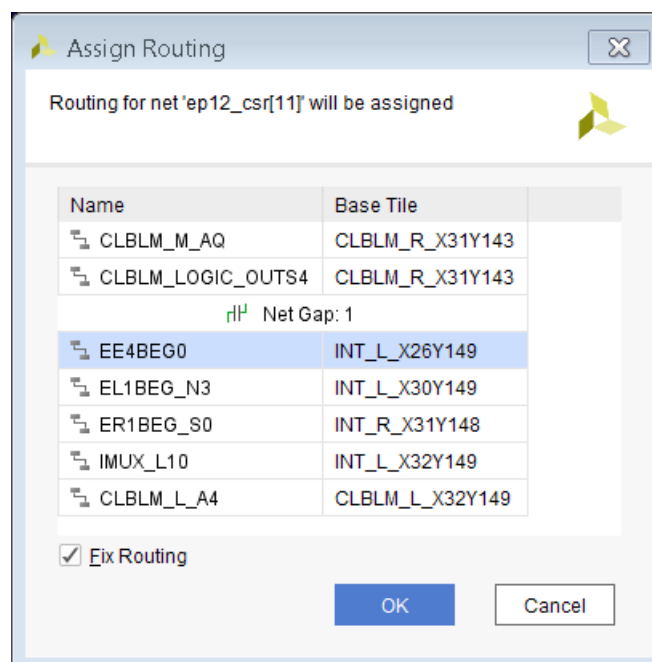 Assign Routing
Routing for net 'ep12_csr[11]' will be assigned
Name Base Tile
CLBLM_M_AQ CLBLM_R_X31Y143
CLBLM_LOGIC_OUTS4 CLBLM_R_X31Y143
Net Gap: 1
EE4BEG0 INT_L_X26Y149
EL1BEG_N3 INT_L_X30Y149
ER1BEG_S0 INT_R_X31Y148
IMUX_L10 INT_L_X32Y149
CLBLM_L_A4 CLBLM_L_X32Y149
Fix Routing
OK Cancel